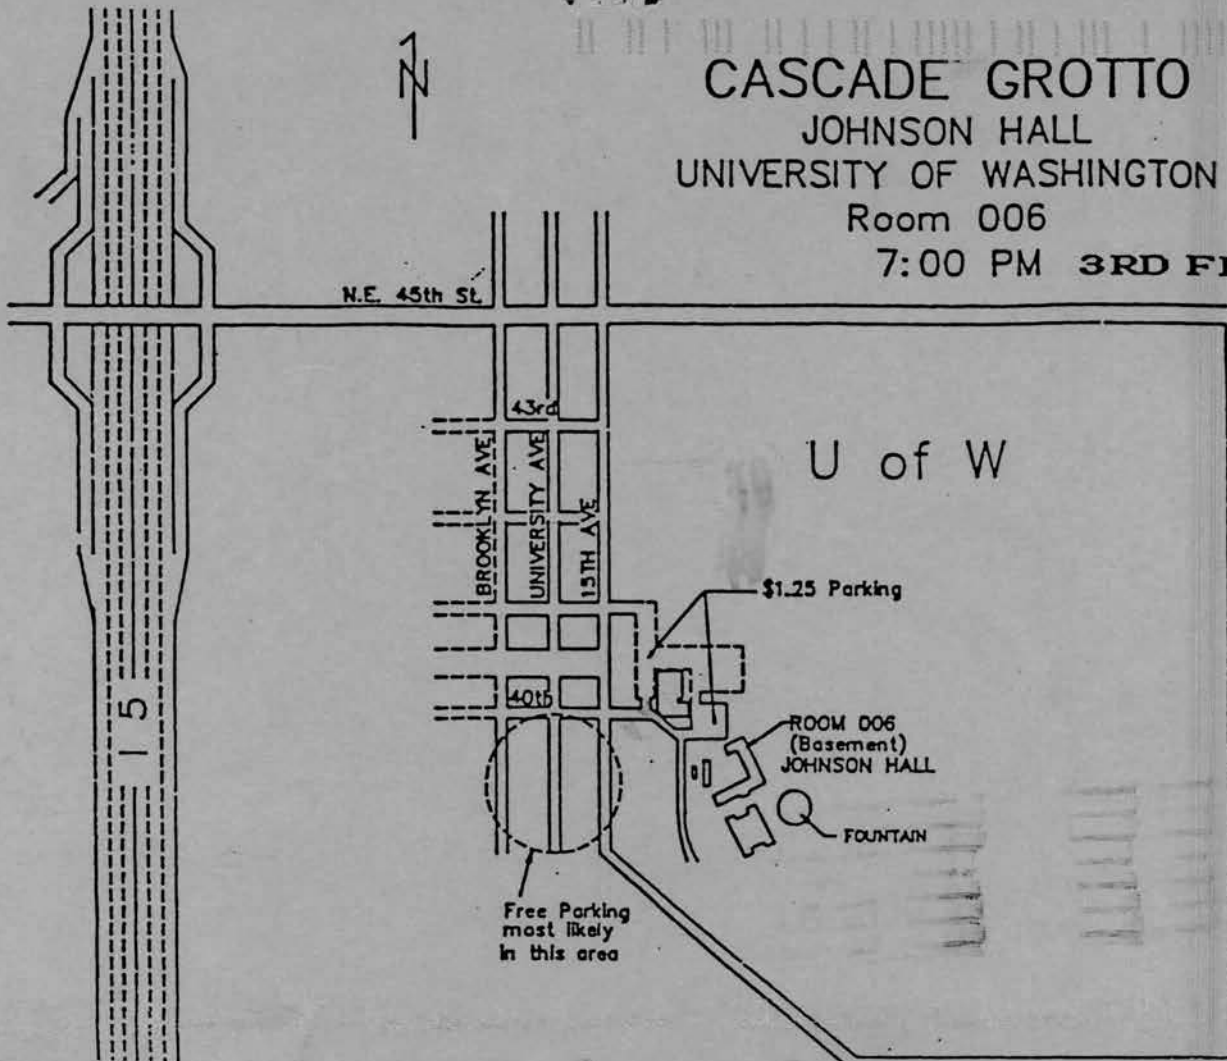 N
CASCADE GROTTO
JOHNSON HALL
UNIVERSITY OF WASHINGTON
Room 006
7:00 PM 3RD
N.E. 45th St.
43rd
BROOKLYN AVE
UNIVERSITY AVE
15TH AVE
U of W
$1.25 Parking
40th
I 5
ROOM 006
(Basement)
JOHNSON HALL
FOUNTAIN
Free Parking
most likely
in this area